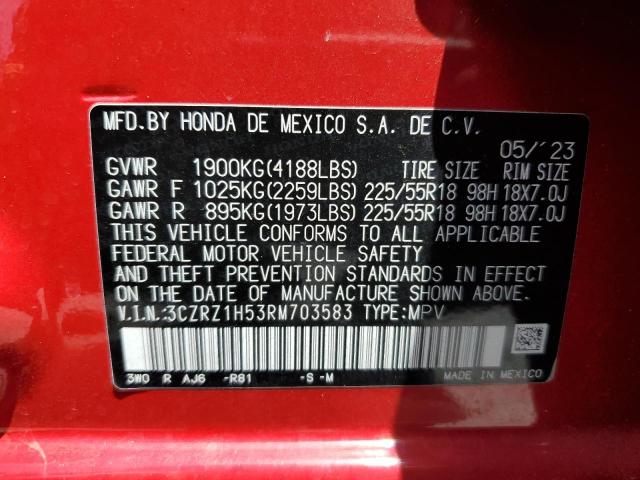 MFD.BY HONDA DE MEXICO S.A. DE C.V.
05/'23
GVWR 1900KG(4188LBS) TIRE SIZE RIM SIZE
GAWR F 1025KG(2259LBS) 225/55R18 98H 18X7.0J
GAWR R 895KG(1973LBS) 225/55R18 98H 18X7.0J
THIS VEHICLE CONFORMS TO ALL APPLICABLE
FEDERAL MOTOR VEHICLE SAFETY
AND THEFT PREVENTION STANDARDS IN EFFECT
ON THE DATE OF MANUFACTURE SHOWN ABOVE.
V.I.N.:3CZRZ1H53RM703583 TYPE:MPV
3W0 R AJ6 -R81 -S -M MADE IN MEXICO